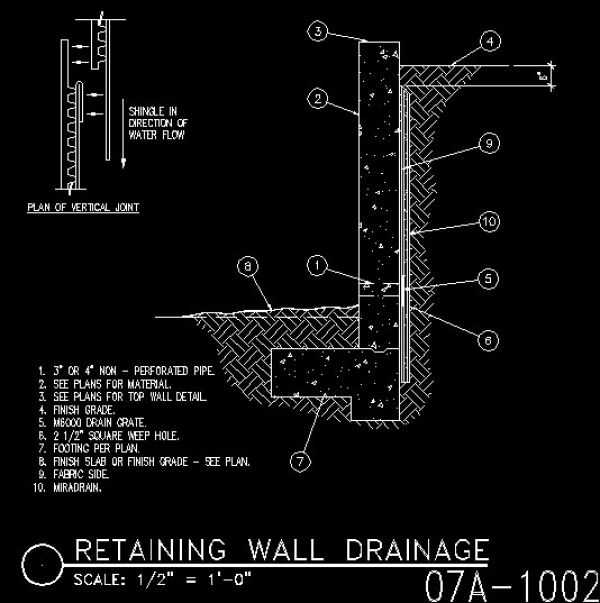 3
4
6"
2
SHINGLE IN
DIRECTION OF
WATER FLOW
9
PLAN OF VERTICAL JOINT
10
8
1
5
6
1. 3" OR 4" NON - PERFORATED PIPE.
2. SEE PLANS FOR MATERIAL.
3. SEE PLANS FOR TOP WALL DETAIL.
4. FINISH GRADE.
5. M6000 DRAIN GRATE.
6. 2 1/2" SQUARE WEEP HOLE.
7. FOOTING PER PLAN.
8. FINISH SLAB OR FINISH GRADE - SEE PLAN.
9. FABRIC SIDE.
10. MIRADRAIN.
7
RETAINING WALL DRAINAGE
SCALE: 1/2" = 1'-0"
07A-1002